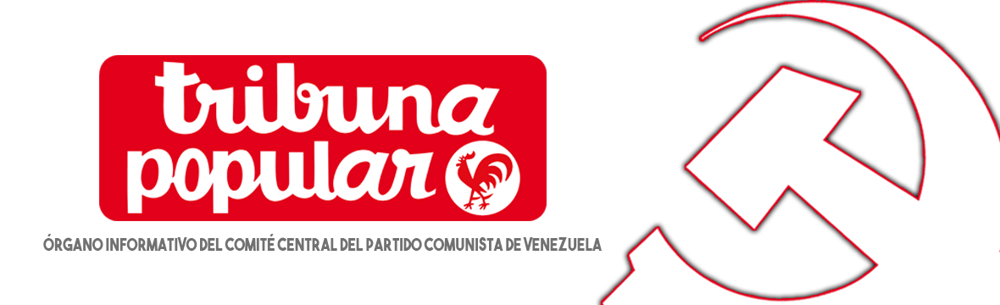 tribuna
popular
ÓRGANO INFORMATIVO DEL COMITÉ CENTRAL DEL PARTIDO COMUNISTA DE VENEZUELA